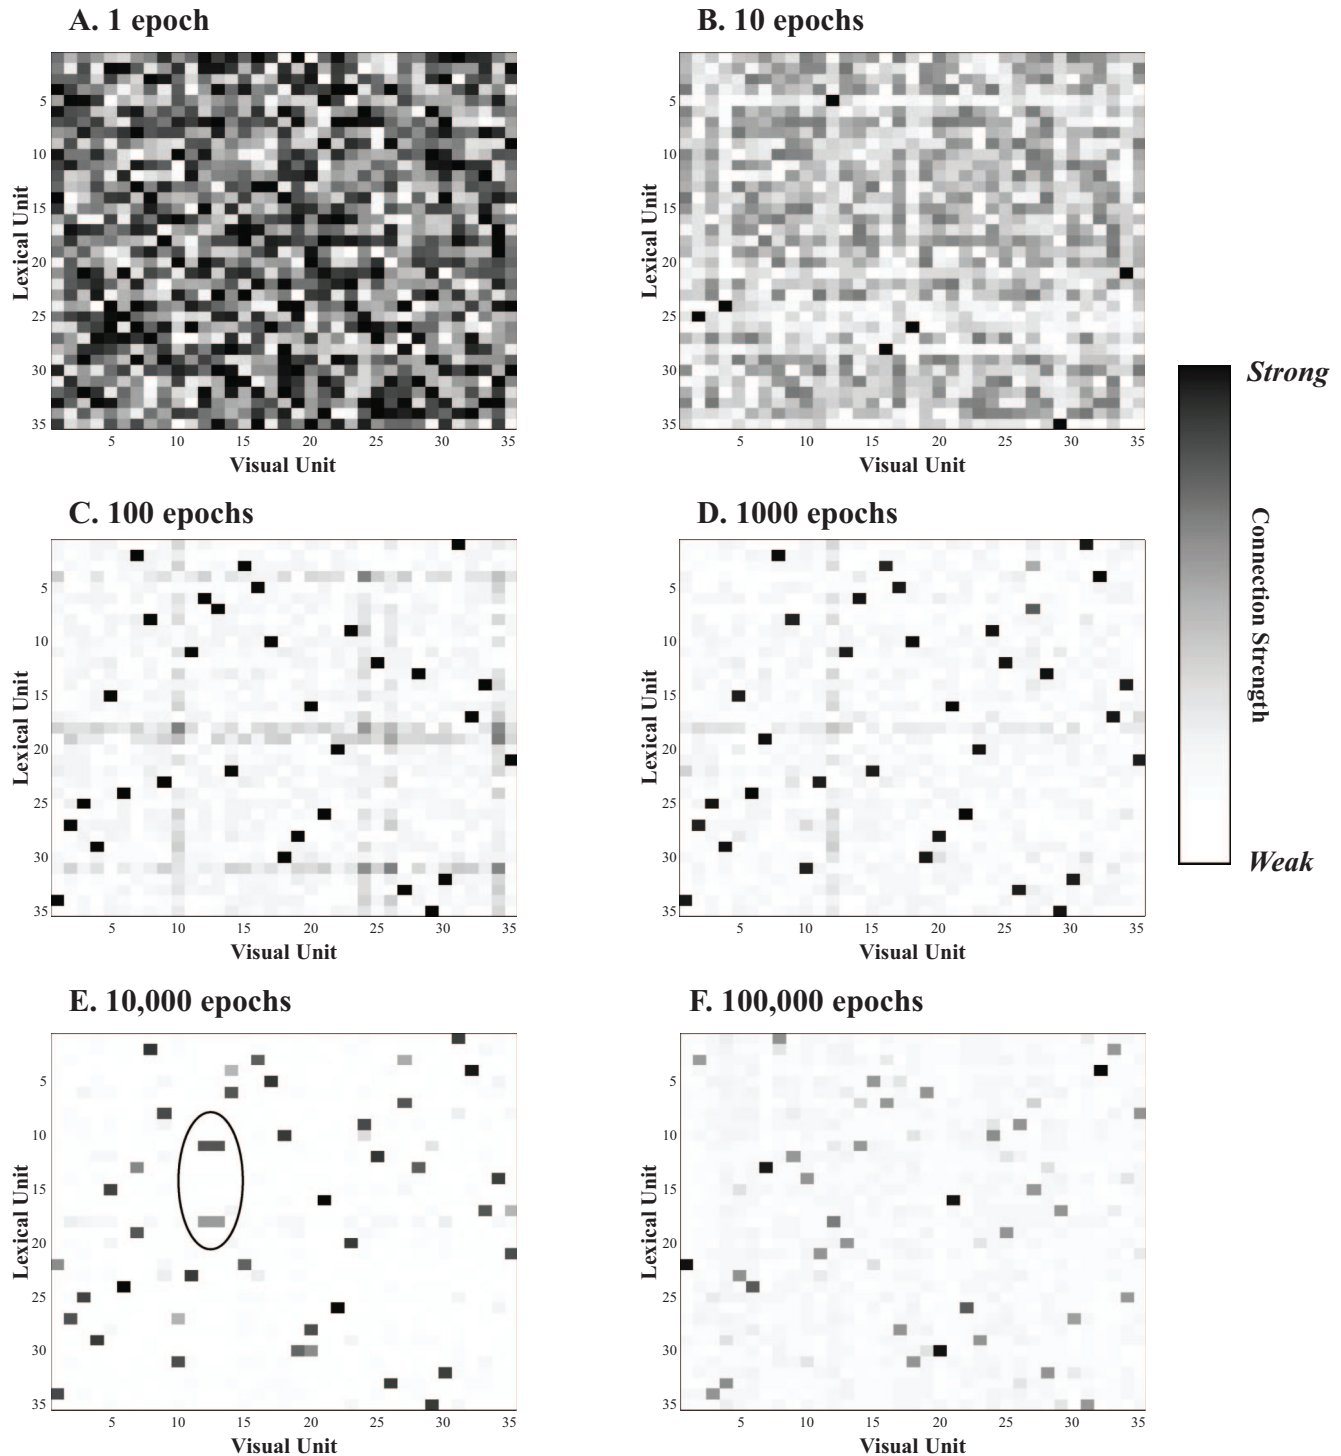 A. 1 epoch
B. 10 epochs
5
10
15
20
25
30
35
Lexical Unit
5 10 15 20 25 30 35
Visual Unit
5
10
15
20
25
30
35
Lexical Unit
5 10 15 20 25 30 35
Visual Unit
C. 100 epochs
D. 1000 epochs
5
10
15
20
25
30
35
Lexical Unit
5 10 15 20 25 30 35
Visual Unit
5
10
15
20
25
30
35
Lexical Unit
5 10 15 20 25 30 35
Visual Unit
Strong
Connection Strength
Weak
E. 10,000 epochs
F. 100,000 epochs
5
10
15
20
25
30
35
Lexical Unit
5 10 15 20 25 30 35
Visual Unit
5
10
15
20
25
30
35
Lexical Unit
5 10 15 20 25 30 35
Visual Unit